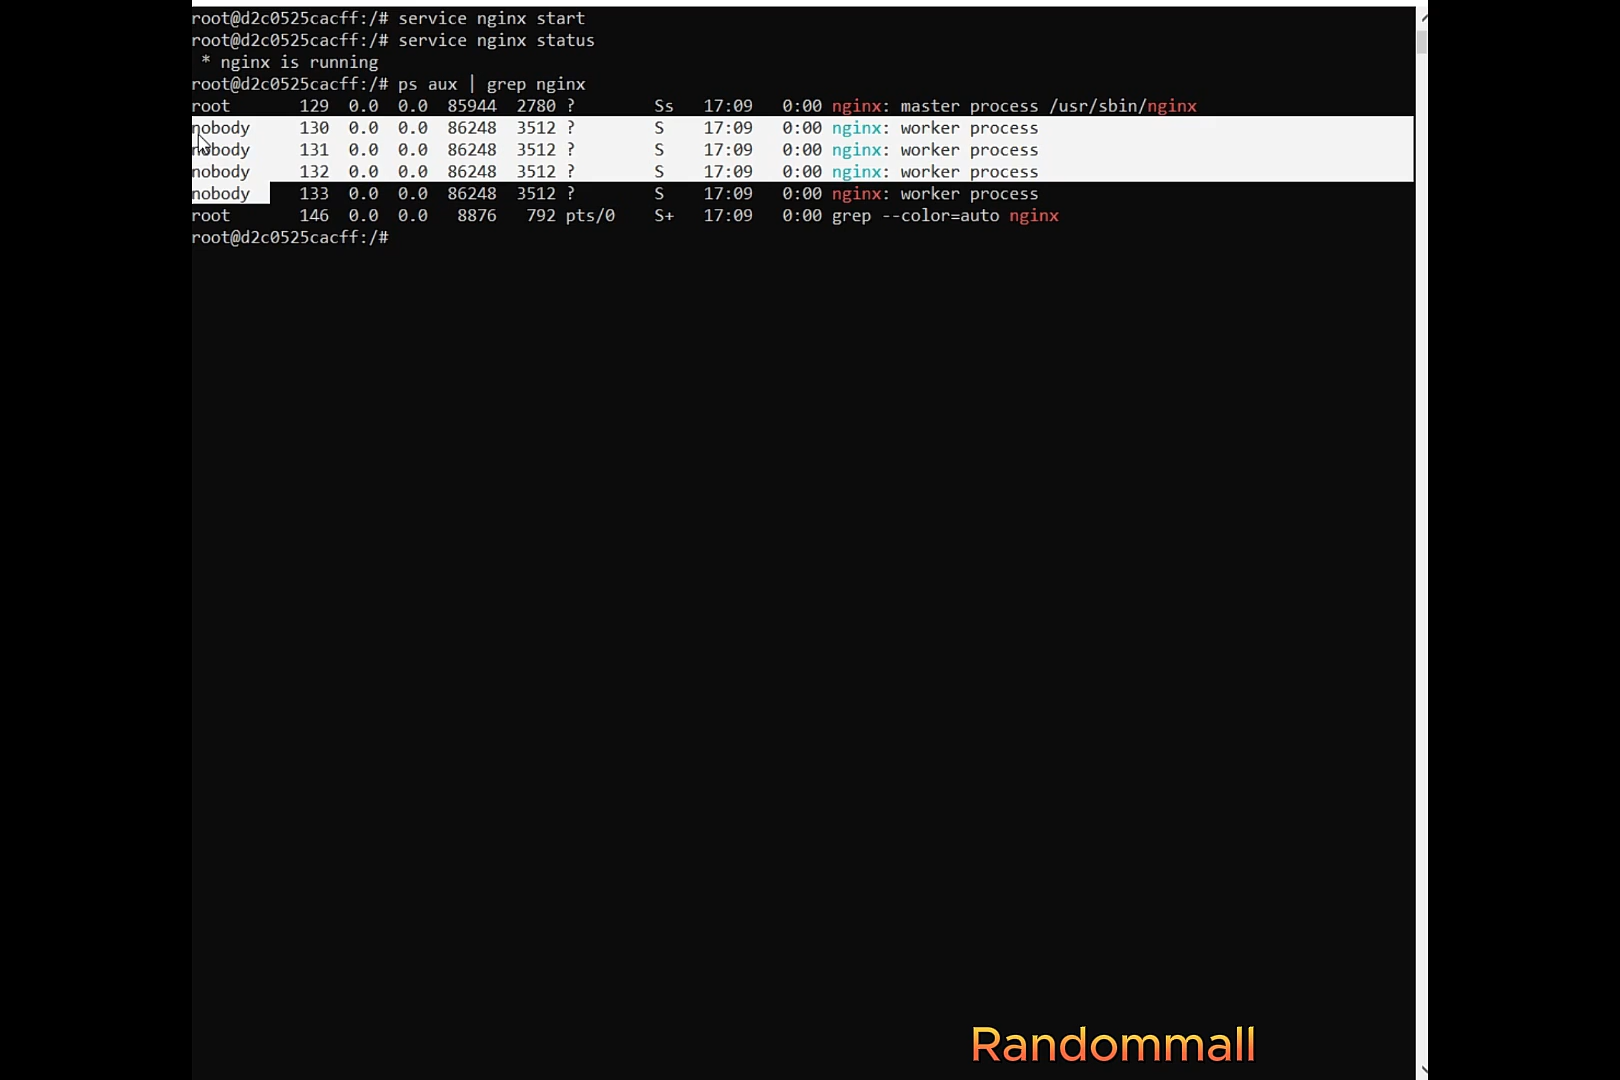 root@d2c0525cacff:/# service nginx start
root@d2c0525cacff:/# service nginx status
 * nginx is running
root@d2c0525cacff:/# ps aux | grep nginx
root       129  0.0  0.0  85944  2780 ?        Ss   17:09   0:00 nginx: master process /usr/sbin/nginx
nobody     130  0.0  0.0  86248  3512 ?        S    17:09   0:00 nginx: worker process
nobody     131  0.0  0.0  86248  3512 ?        S    17:09   0:00 nginx: worker process
nobody     132  0.0  0.0  86248  3512 ?        S    17:09   0:00 nginx: worker process
nobody     133  0.0  0.0  86248  3512 ?        S    17:09   0:00 nginx: worker process
root       146  0.0  0.0   8876   792 pts/0    S+   17:09   0:00 grep --color=auto nginx
root@d2c0525cacff:/#
Randommall